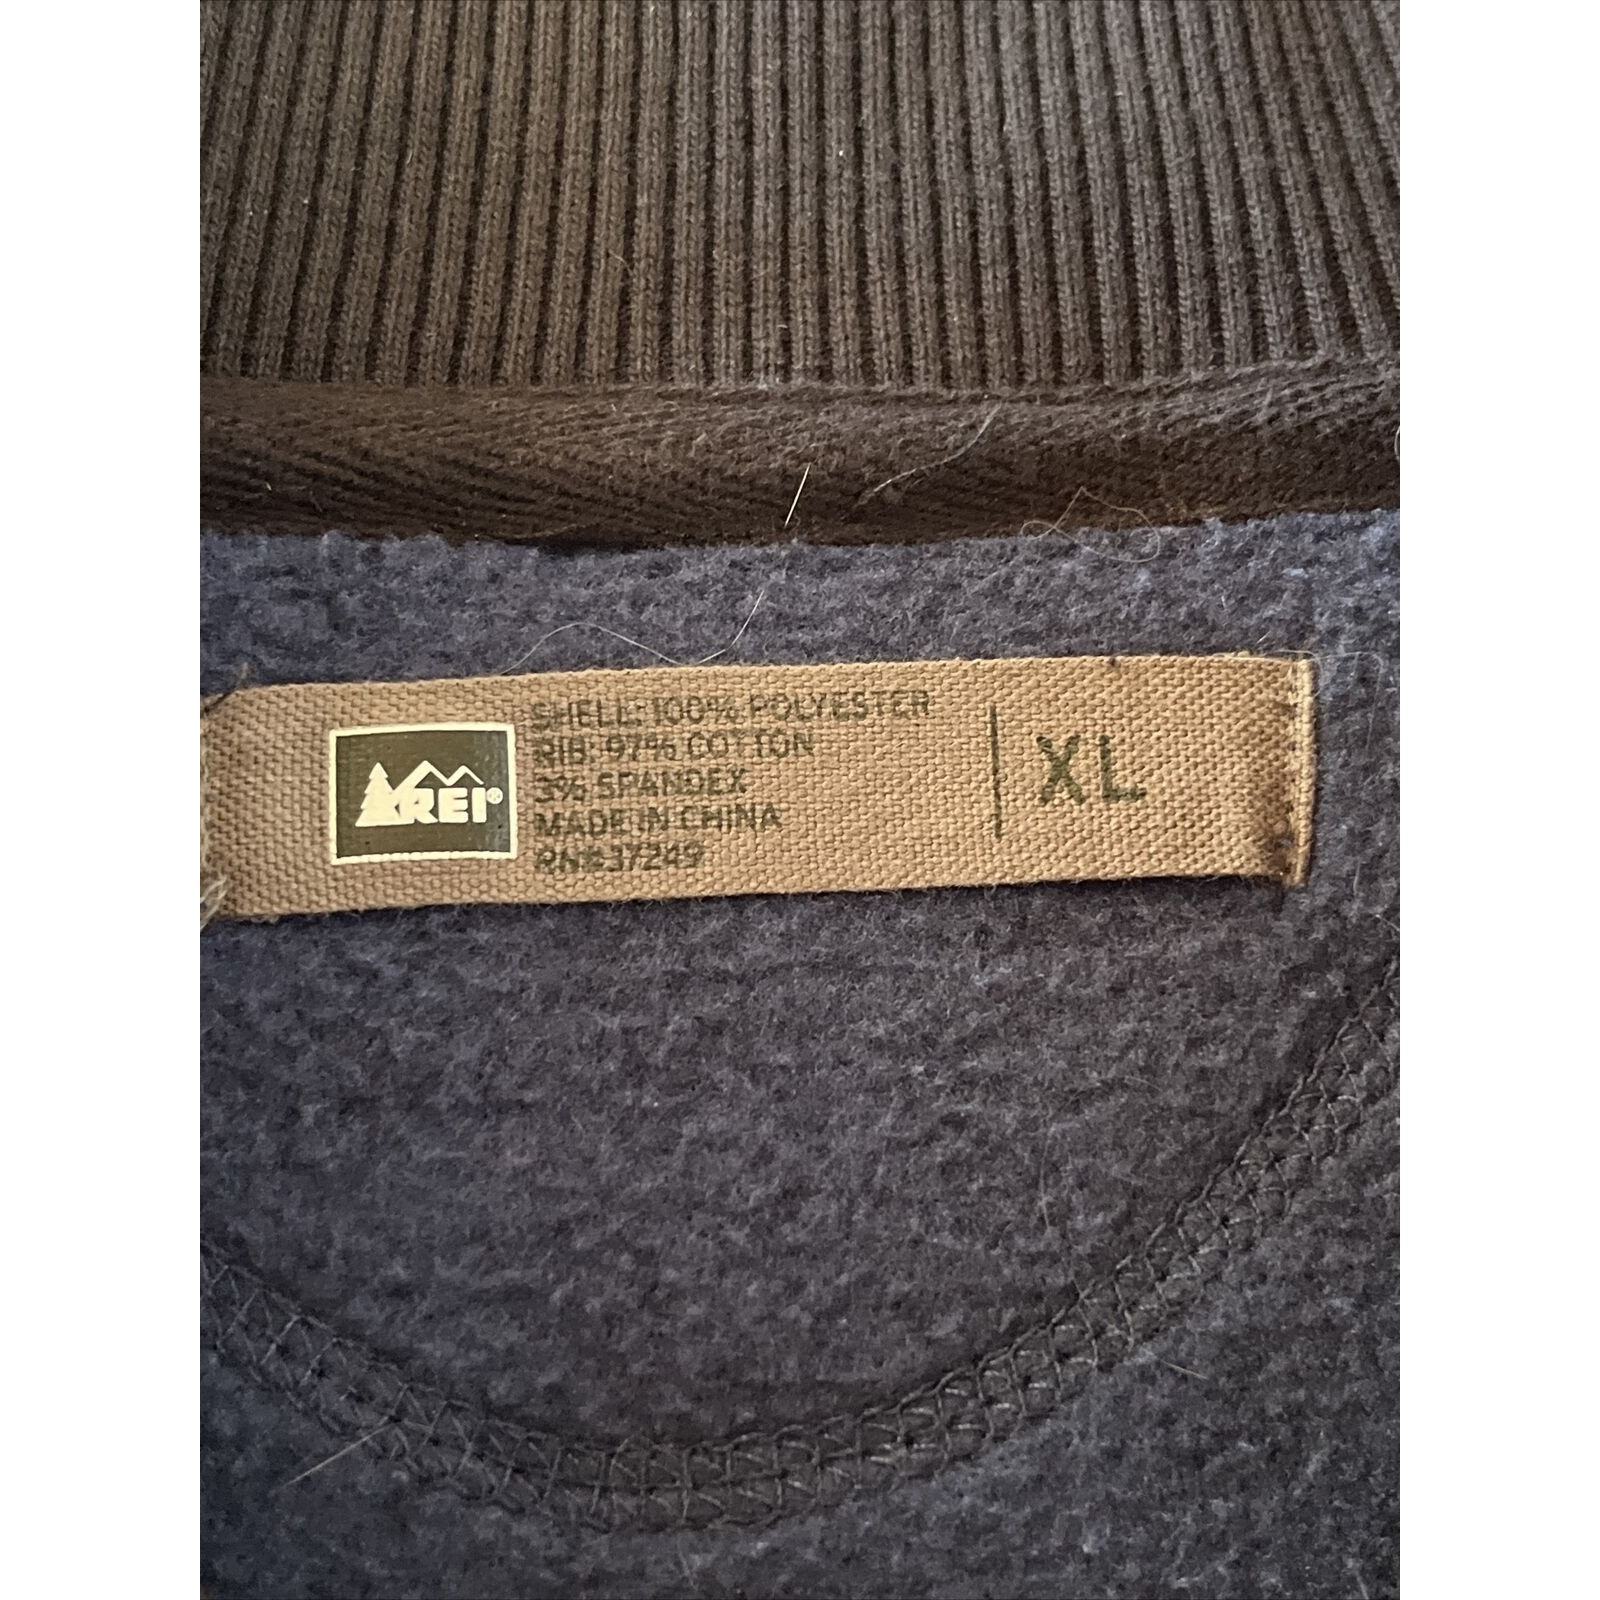 REI®
SHELL: 100% POLYESTER
RIB: 97% COTTON
3% SPANDEX
MADE IN CHINA
RN#37249
XL